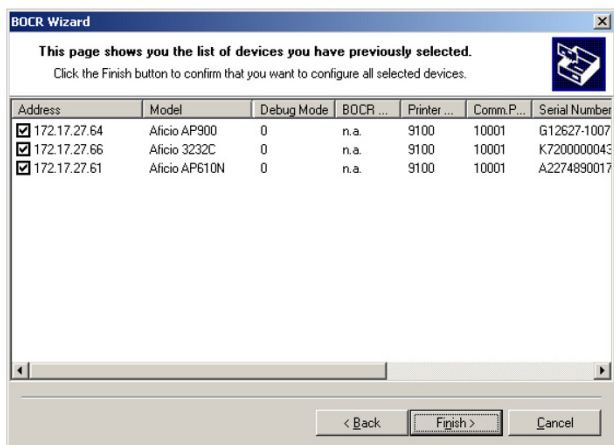 BOCR Wizard
This page shows you the list of devices you have previously selected.
Click the Finish button to confirm that you want to configure all selected devices.
Address Model Debug Mode BOCR ... Printer ... Comm.P... Serial Number
172.17.27.64 Aficio AP900 0 n.a. 9100 10001 G12627-1007
172.17.27.66 Aficio 3232C 0 n.a. 9100 10001 K7200000043
172.17.27.61 Aficio AP610N 0 n.a. 9100 10001 A2274890017
< Back Finish > Cancel